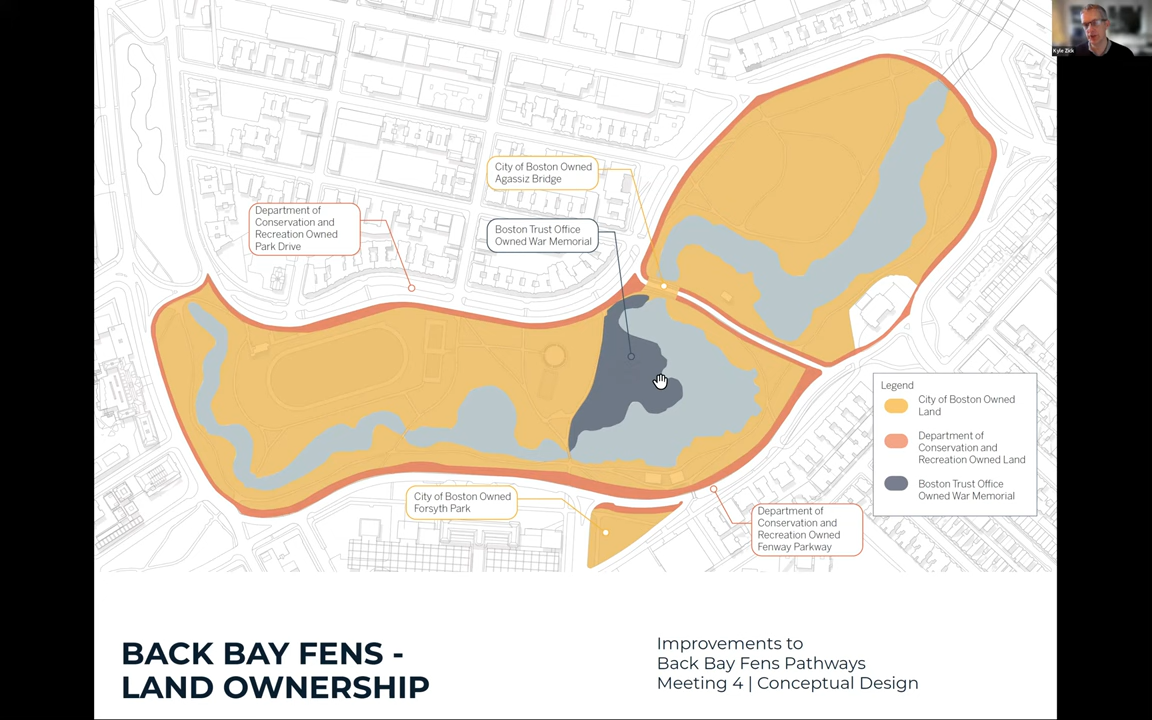 Kyle Zick
City of Boston Owned
Agassiz Bridge
Department of
Conservation and
Recreation Owned
Park Drive
Boston Trust Office
Owned War Memorial
Legend
City of Boston Owned
Land
Department of
Conservation and
Recreation Owned Land
Boston Trust Office
Owned War Memorial
City of Boston Owned
Forsyth Park
Department of
Conservation and
Recreation Owned
Fenway Parkway
BACK BAY FENS -
LAND OWNERSHIP
Improvements to
Back Bay Fens Pathways
Meeting 4 | Conceptual Design